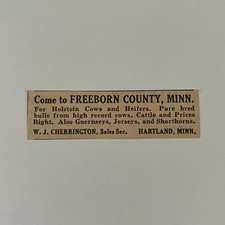 Come to FREEBORN COUNTY, MINN.
For Holstein Cows and Heifers. Pure bred
bulls from high record cows. Cattle and Prices
Right. Also Guernseys, Jerseys, and Shorthorns.
W. J. CHERRINGTON, Sales Sec. HARTLAND, MINN.